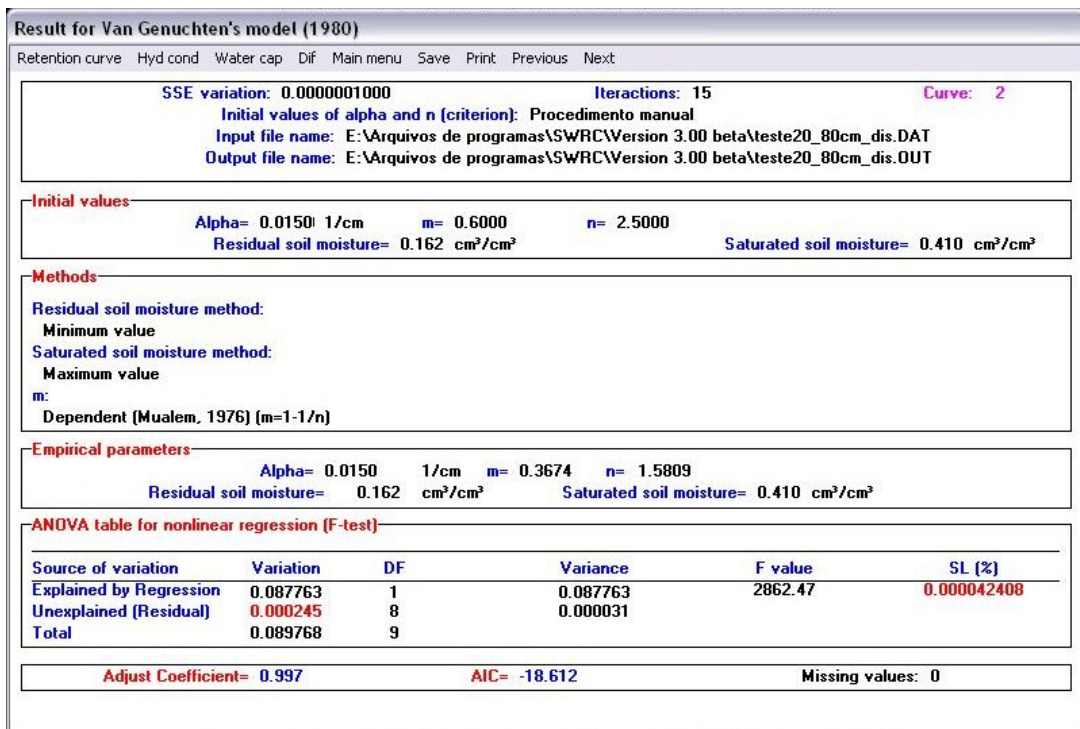 Result for Van Genuchten's model (1980)
Retention curve Hyd cond Water cap Dif Main menu Save Print Previous Next
SSE variation: 0.0000001000 Iteractions: 15 Curve: 2
Initial values of alpha and n (criterion): Procedimento manual
Input file name: E:\Arquivos de programas\SWRC\Version 3.00 beta\teste20_80cm_dis.DAT
Output file name: E:\Arquivos de programas\SWRC\Version 3.00 beta\teste20_80cm_dis.OUT
Initial values
Alpha= 0.0150 1/cm m= 0.6000 n= 2.5000
Residual soil moisture= 0.162 cm³/cm³ Saturated soil moisture= 0.410 cm³/cm³
Methods
Residual soil moisture method:
Minimum value
Saturated soil moisture method:
Maximum value
m:
Dependent (Mualem, 1976) (m=1-1/n)
Empirical parameters
Alpha= 0.0150 1/cm m= 0.3674 n= 1.5809
Residual soil moisture= 0.162 cm³/cm³ Saturated soil moisture= 0.410 cm³/cm³
ANOVA table for nonlinear regression (F-test)
Source of variation Variation DF Variance F value SL (%)
Explained by Regression 0.087763 1 0.087763 2862.47 0.000042408
Unexplained (Residual) 0.000245 8 0.000031
Total 0.089768 9
Adjust Coefficient= 0.997 AIC= -18.612 Missing values: 0